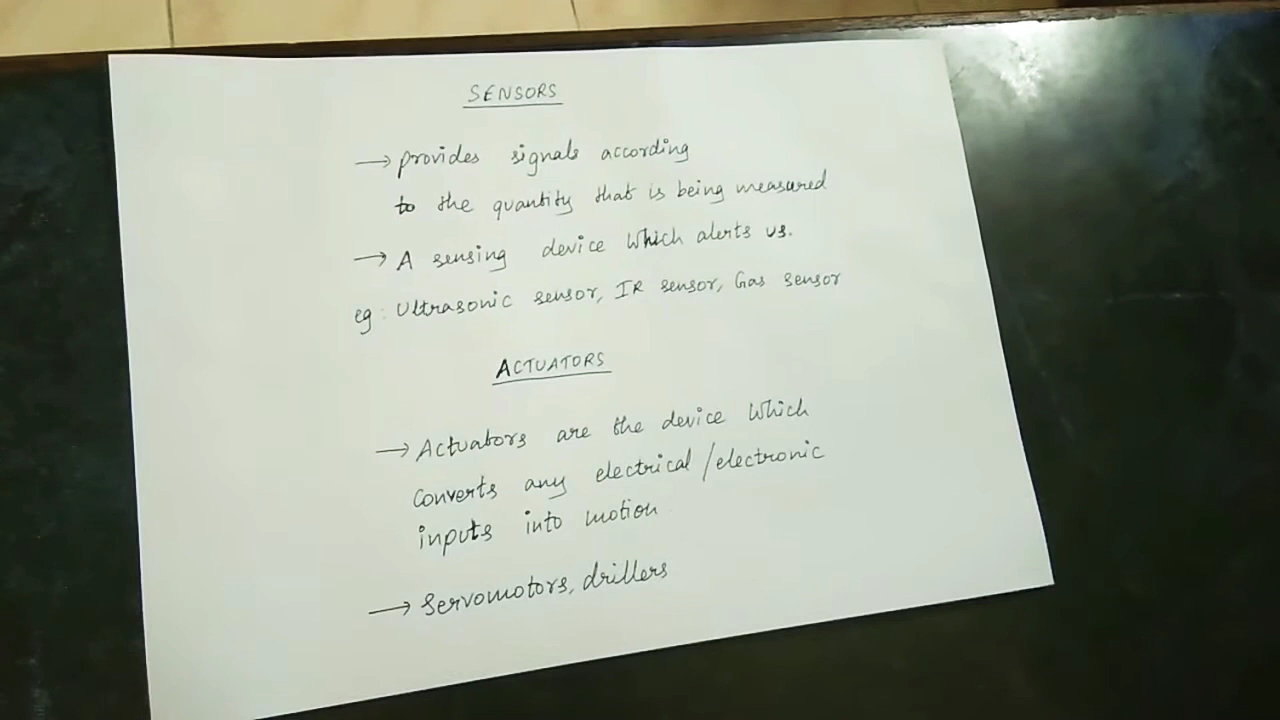 SENSORS
→ provides signals according
to the quantity that is being measured
→ A sensing device which alerts us.
eg: Ultrasonic sensor, IR sensor, Gas sensor
ACTUATORS
→ Actuators are the device which
converts any electrical/electronic
inputs into motion
→ Servomotors, drillers